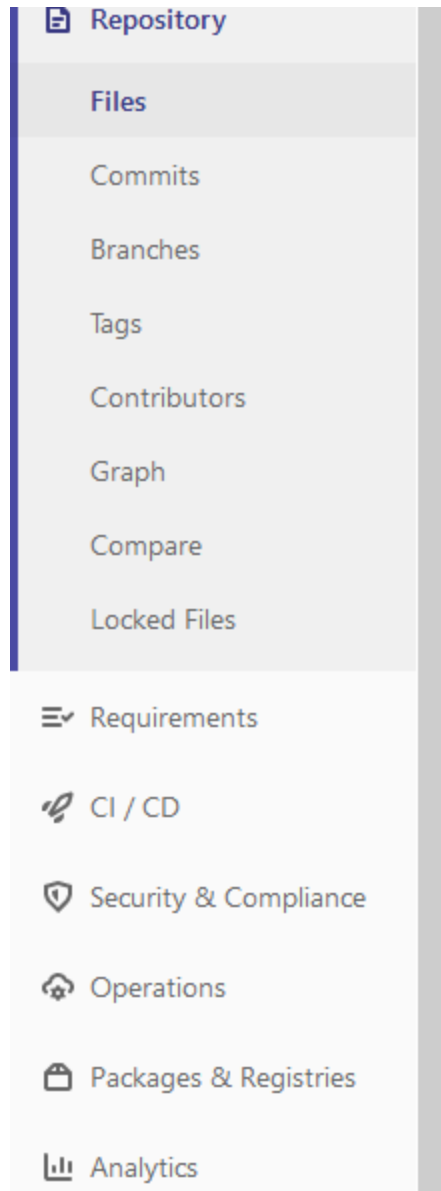 Repository
Files
Commits
Branches
Tags
Contributors
Graph
Compare
Locked Files
Requirements
CI / CD
Security & Compliance
Operations
Packages & Registries
Analytics